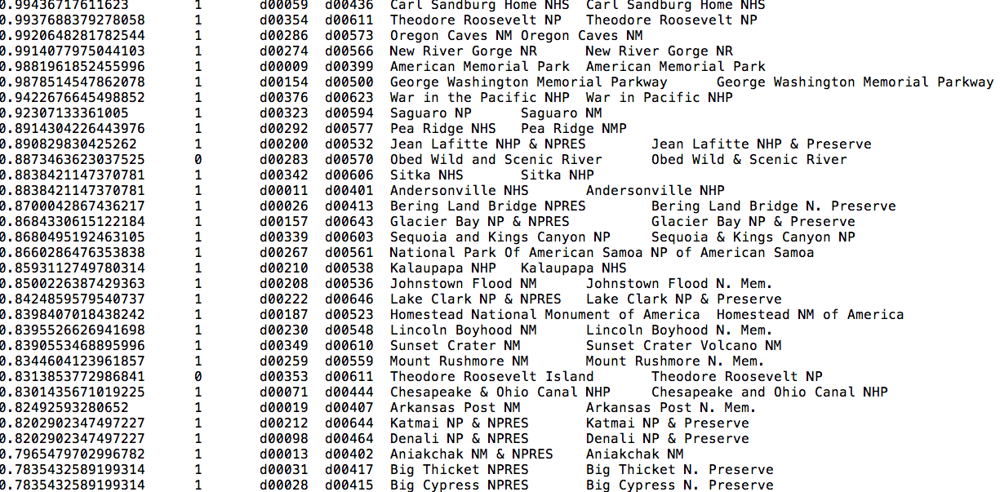 0.99436717611623 1 d00059 d00436 Carl Sandburg Home NHS Carl Sandburg Home NHS
0.9937688379278058 1 d00354 d00611 Theodore Roosevelt NP Theodore Roosevelt NP
0.9920648281782544 1 d00286 d00573 Oregon Caves NM Oregon Caves NM
0.9914077975044103 1 d00274 d00566 New River Gorge NR New River Gorge NR
0.9881961852455996 1 d00009 d00399 American Memorial Park American Memorial Park
0.9878514547862078 1 d00154 d00500 George Washington Memorial Parkway George Washington Memorial Parkway
0.9422676645498852 1 d00376 d00623 War in the Pacific NHP War in Pacific NHP
0.92307133361005 1 d00323 d00594 Saguaro NP Saguaro NM
0.8914304226443976 1 d00292 d00577 Pea Ridge NHS Pea Ridge NMP
0.890829830425262 1 d00200 d00532 Jean Lafitte NHP & NPRES Jean Lafitte NHP & Preserve
0.8873463623037525 0 d00283 d00570 Obed Wild and Scenic River Obed Wild & Scenic River
0.8838421147370781 1 d00342 d00606 Sitka NHS Sitka NHP
0.8838421147370781 1 d00011 d00401 Andersonville NHS Andersonville NHP
0.8700042867436217 1 d00026 d00413 Bering Land Bridge NPRES Bering Land Bridge N. Preserve
0.8684330615122184 1 d00157 d00643 Glacier Bay NP & NPRES Glacier Bay NP & Preserve
0.8680495192463105 1 d00339 d00603 Sequoia and Kings Canyon NP Sequoia & Kings Canyon NP
0.8660286476353838 1 d00267 d00561 National Park Of American Samoa NP of American Samoa
0.8593112749780314 1 d00210 d00538 Kalaupapa NHP Kalaupapa NHS
0.8500226387429363 1 d00208 d00536 Johnstown Flood NM Johnstown Flood N. Mem.
0.8424859579540737 1 d00222 d00646 Lake Clark NP & NPRES Lake Clark NP & Preserve
0.8398407018438242 1 d00187 d00523 Homestead National Monument of America Homestead NM of America
0.8395526626941698 1 d00230 d00548 Lincoln Boyhood NM Lincoln Boyhood N. Mem.
0.8390553468895996 1 d00349 d00610 Sunset Crater NM Sunset Crater Volcano NM
0.8344604123961857 1 d00259 d00559 Mount Rushmore NM Mount Rushmore N. Mem.
0.8313853772986841 0 d00353 d00611 Theodore Roosevelt Island Theodore Roosevelt NP
0.8301435671019225 1 d00071 d00444 Chesapeake & Ohio Canal NHP Chesapeake and Ohio Canal NHP
0.82492593280652 1 d00019 d00407 Arkansas Post NM Arkansas Post N. Mem.
0.8202902347497227 1 d00212 d00644 Katmai NP & NPRES Katmai NP & Preserve
0.8202902347497227 1 d00098 d00464 Denali NP & NPRES Denali NP & Preserve
0.7965479702996782 1 d00013 d00402 Aniakchak NM & NPRES Aniakchak NM
0.7835432589199314 1 d00031 d00417 Big Thicket NPRES Big Thicket N. Preserve
0.7835432589199314 1 d00028 d00415 Big Cypress NPRES Big Cypress N. Preserve